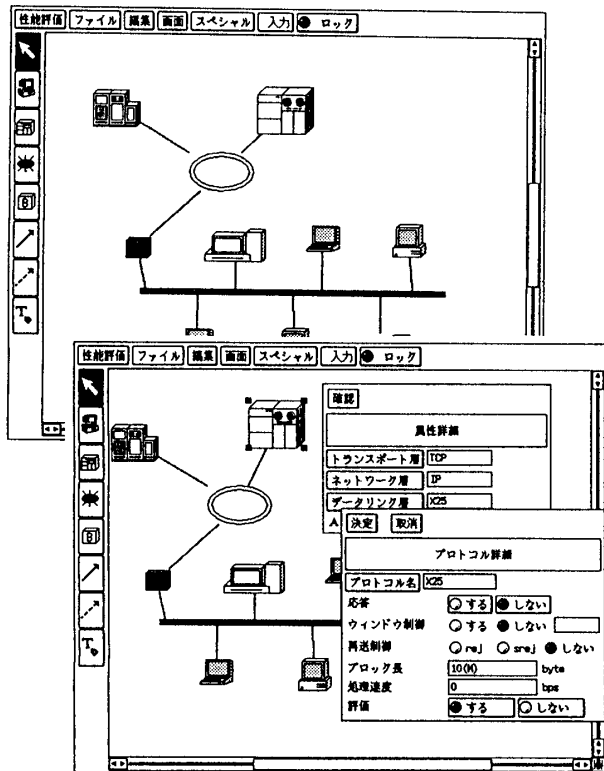 性能評価 ファイル 編集 画面 スペシャル 入力 ロック
B
T
性能評価 ファイル 編集 画面 スペシャル 入力 ロック
B
T
確認
属性詳細
トランスポート層 TCP
ネットワーク層 IP
データリンク層 X25
A
決定 取消
プロトコル詳細
プロトコル名 X25
応答 する しない
ウィンドウ制御 する しない
再送制御 rej srej しない
ブロック長 10(M) byte
処理速度 0 bps
評価 する しない